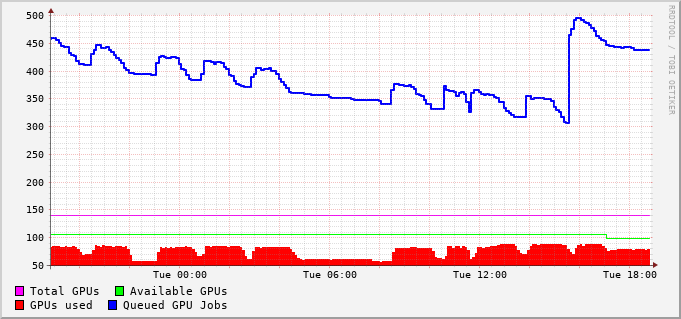 500
450
400
350
300
250
200
150
100
50
Tue 00:00 Tue 06:00 Tue 12:00 Tue 18:00
Total GPUs Available GPUs
GPUs used Queued GPU Jobs
RRDTOOL / TOBI OETIKER